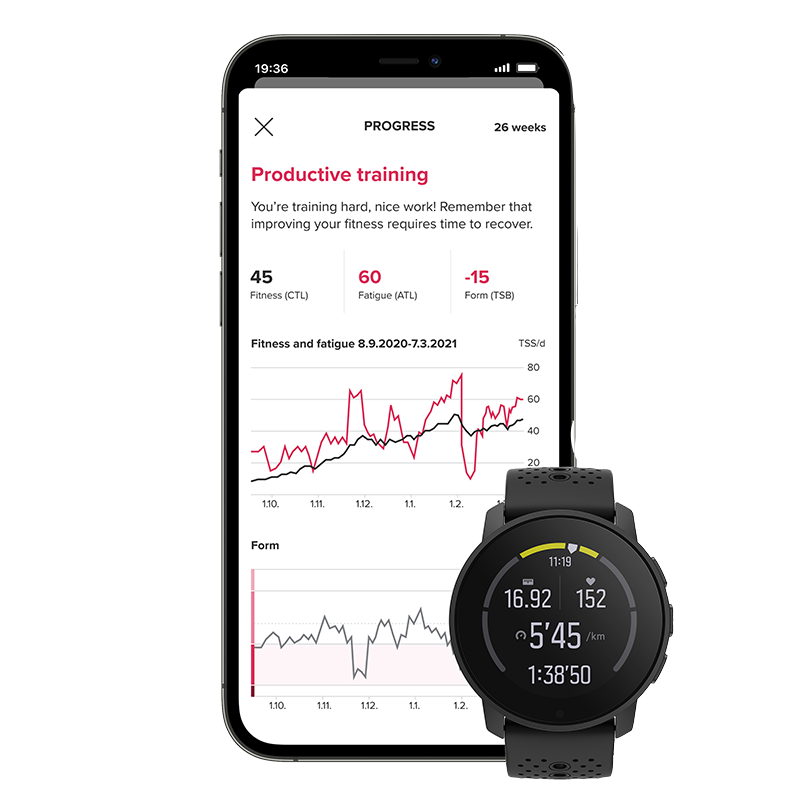 19:36
PROGRESS
26 weeks
Productive training
You're training hard, nice work! Remember that
improving your fitness requires time to recover.
45 60 -15
Fitness (CTL) Fatigue (ATL) Form (TSB)
Fitness and fatigue 8.9.2020-7.3.2021 TSS/d
80
60
40
20
1.10. 1.11. 1.12. 1.1. 1.2.
Form
1.10. 1.11. 1.12. 1.1. 1.2.
11:19
16.92 152
5'45 /km
1:38'50